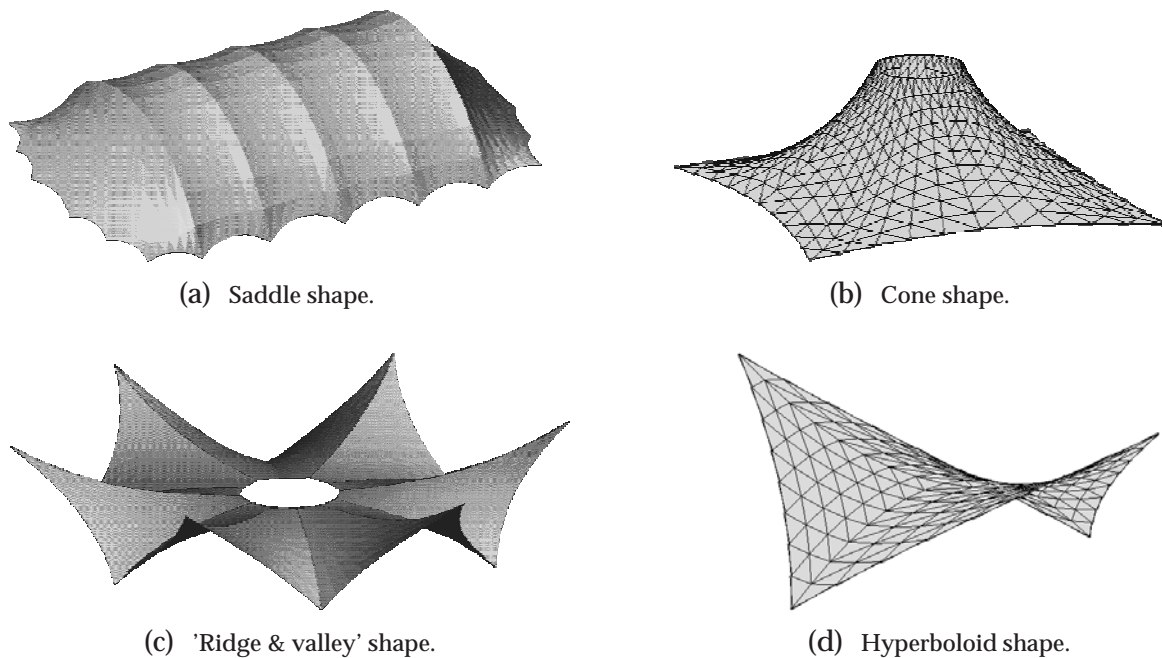 (a) Saddle shape.
(b) Cone shape.
(c) 'Ridge & valley' shape.
(d) Hyperboloid shape.